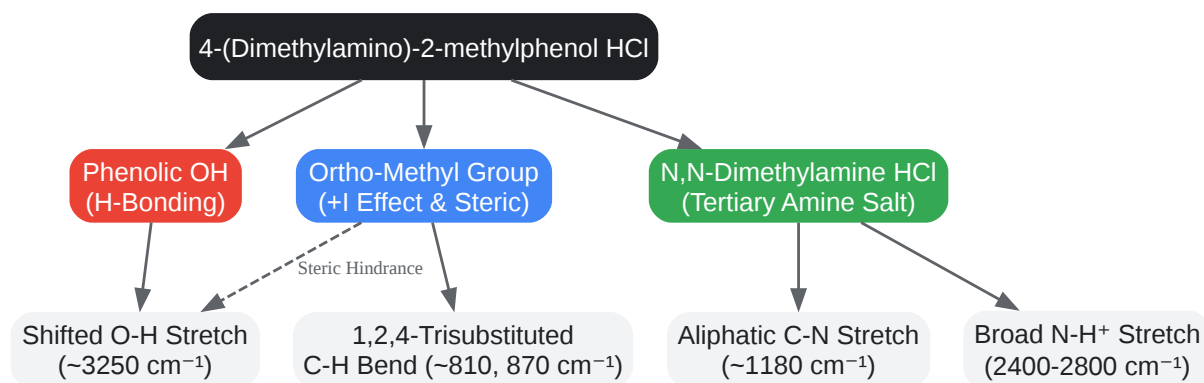 4-(Dimethylamino)-2-methylphenol HCl
Phenolic OH
(H-Bonding)
Ortho-Methyl Group
(+I Effect & Steric)
N,N-Dimethylamine HCl
(Tertiary Amine Salt)
Steric Hindrance
Shifted O-H Stretch
(~3250 cm⁻¹)
1,2,4-Trisubstituted
C-H Bend (~810, 870 cm⁻¹)
Aliphatic C-N Stretch
(~1180 cm⁻¹)
Broad N-H⁺ Stretch
(2400-2800 cm⁻¹)